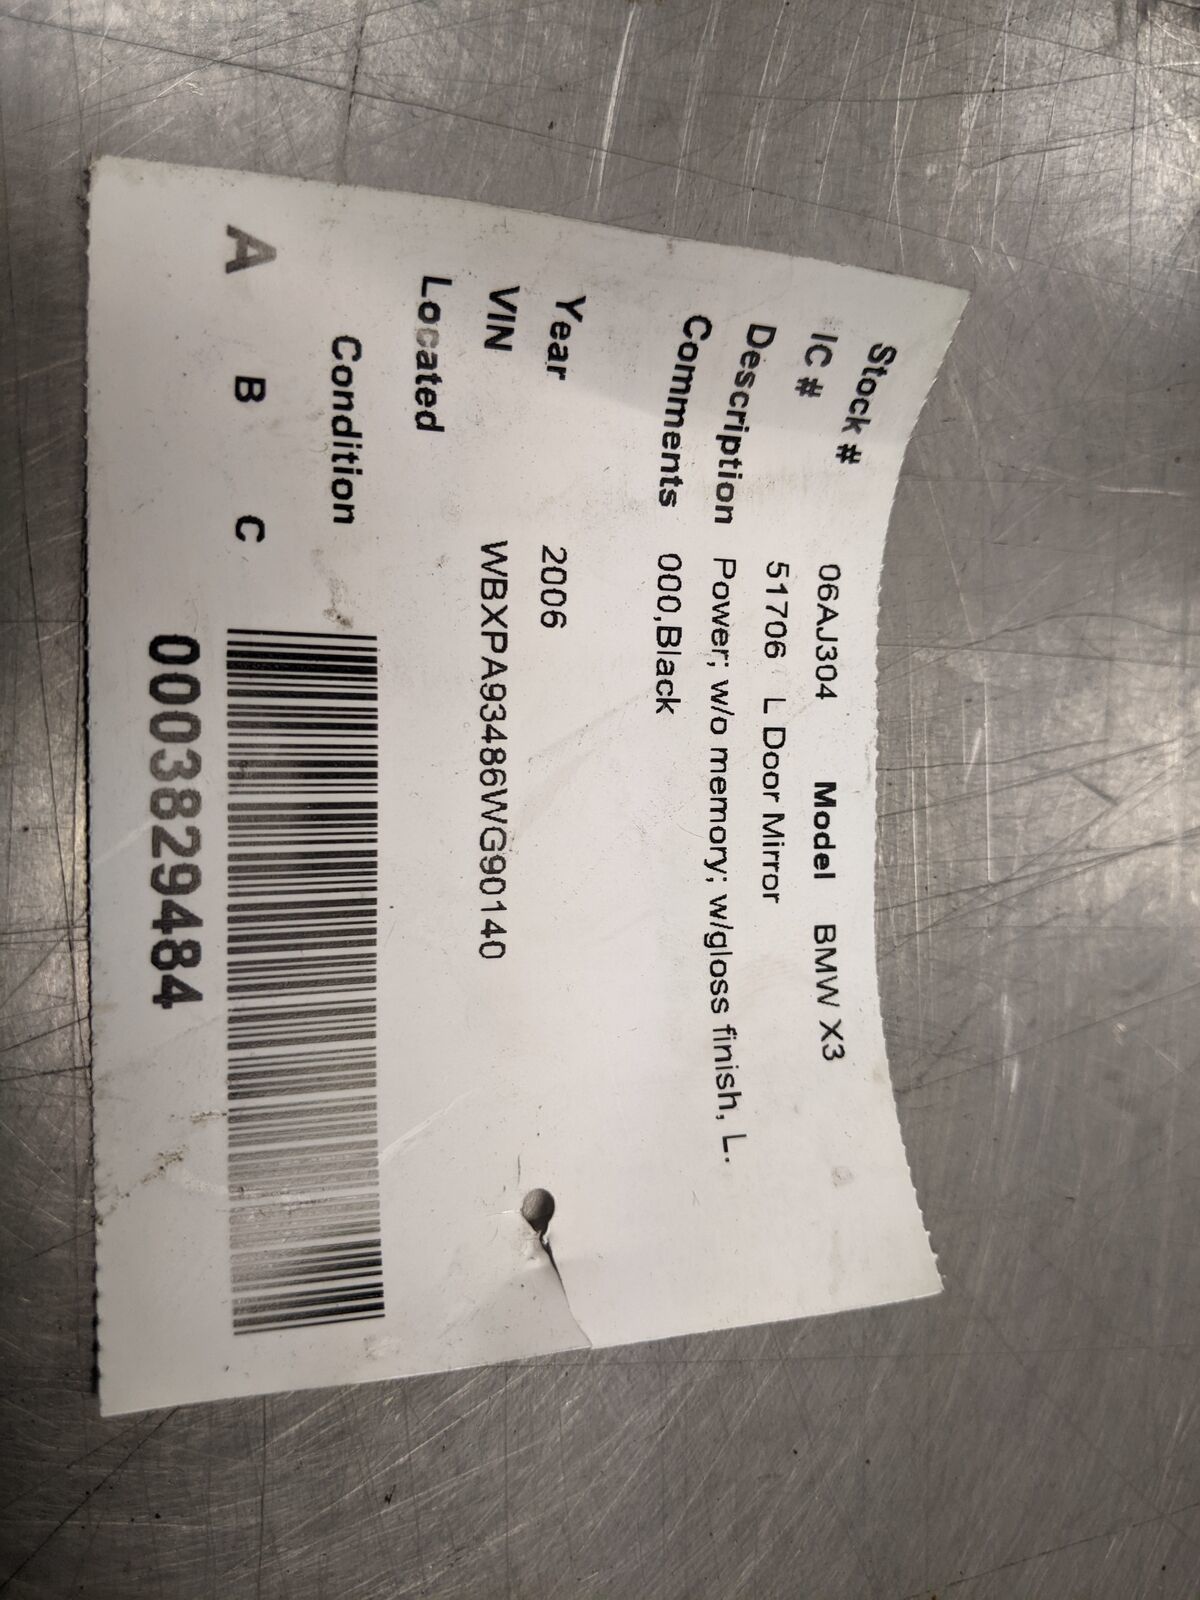 Stock # 06AJ304 Model BMW X3
IC # 51706 L Door Mirror
Description Power; w/o memory; w/gloss finish, L.
Comments 000,Black
Year 2006
VIN WBXPA93486WG90140
Located
Condition
A B C
0003829484